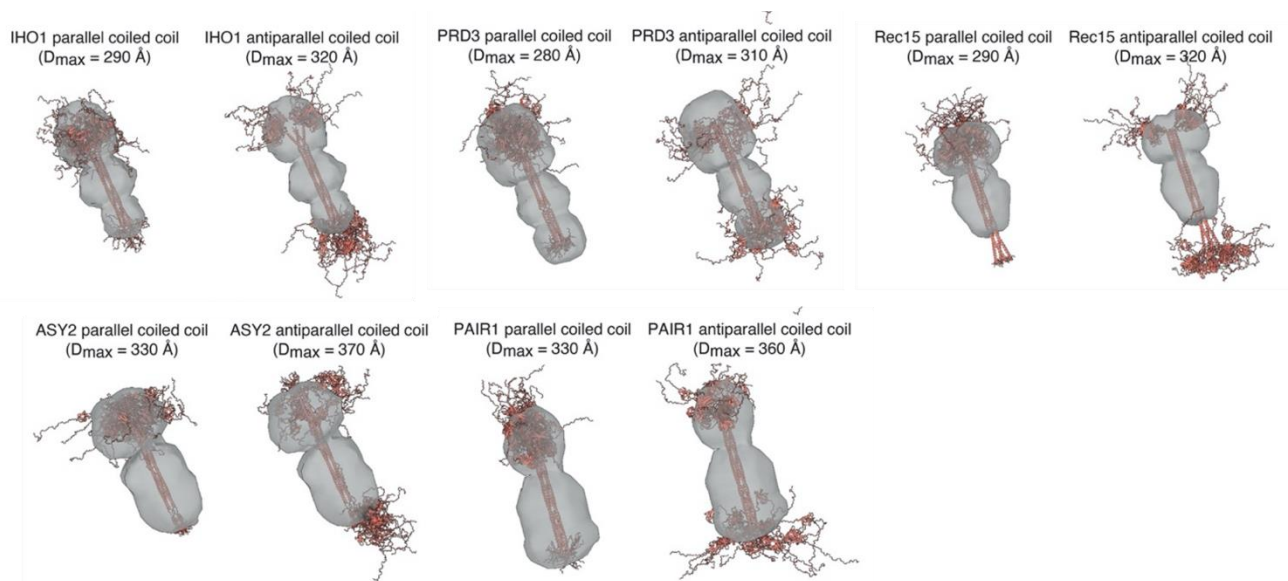 IHO1 parallel coiled coil
(Dmax = 290 Å)
IHO1 antiparallel coiled coil
(Dmax = 320 Å)
PRD3 parallel coiled coil
(Dmax = 280 Å)
PRD3 antiparallel coiled coil
(Dmax = 310 Å)
Rec15 parallel coiled coil
(Dmax = 290 Å)
Rec15 antiparallel coiled coil
(Dmax = 320 Å)
ASY2 parallel coiled coil
(Dmax = 330 Å)
ASY2 antiparallel coiled coil
(Dmax = 370 Å)
PAIR1 parallel coiled coil
(Dmax = 330 Å)
PAIR1 antiparallel coiled coil
(Dmax = 360 Å)